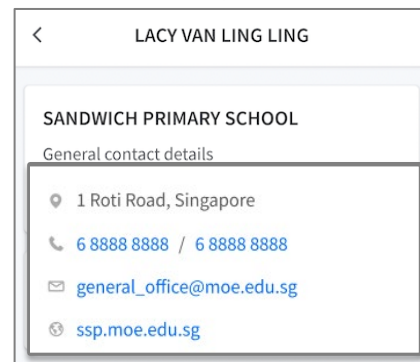 LACY VAN LING LING
SANDWICH PRIMARY SCHOOL
General contact details
1 Roti Road, Singapore
6 8888 8888 / 6 8888 8888
general_office@moe.edu.sg
ssp.moe.edu.sg